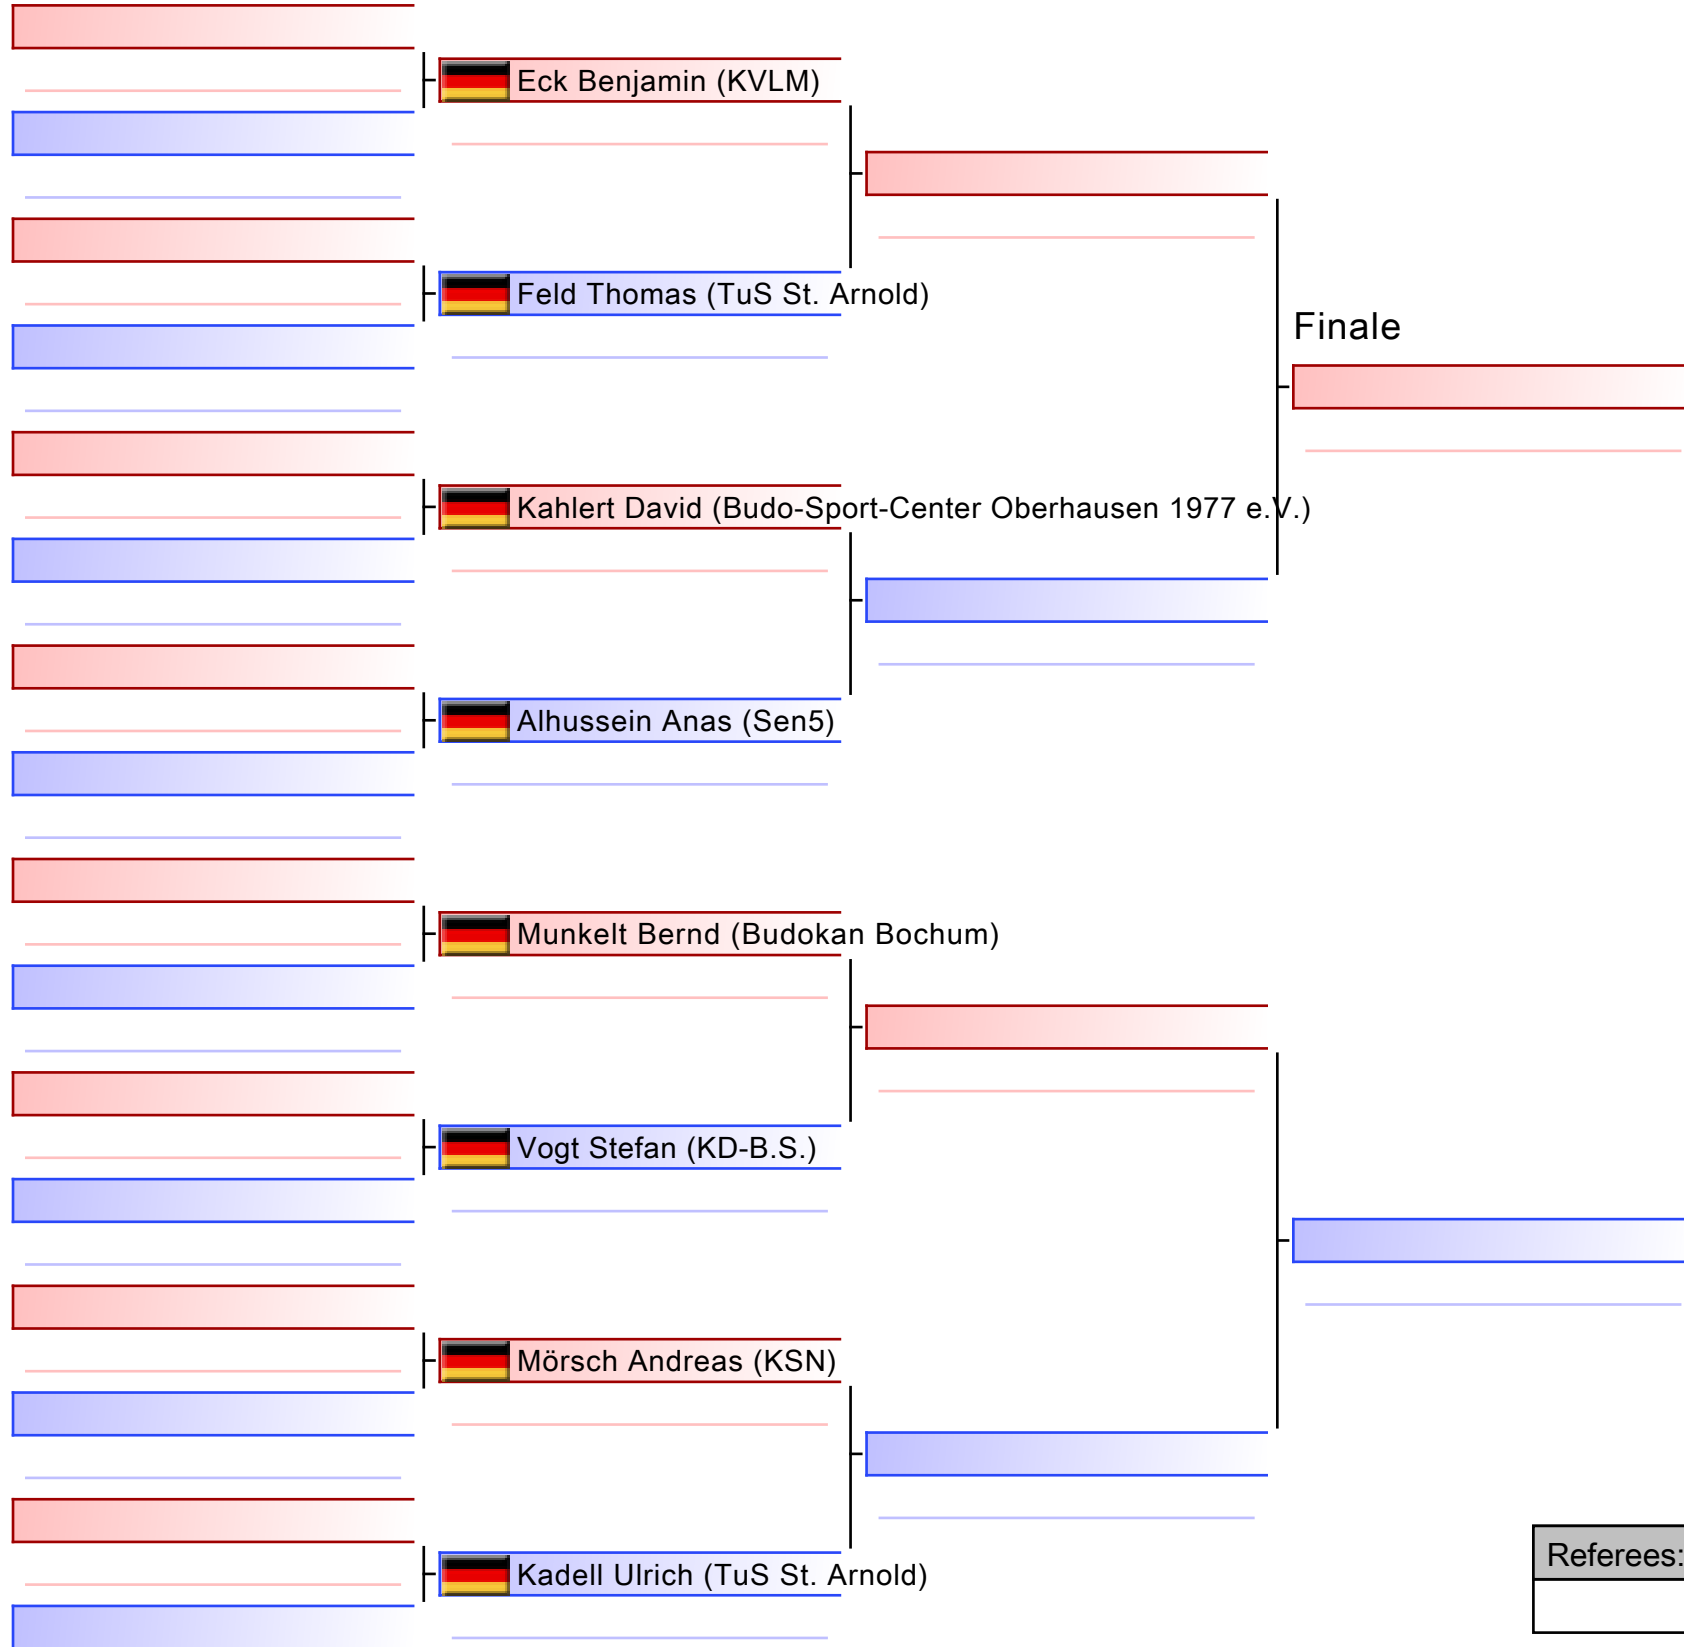 Eck Benjamin (KVLM)
Feld Thomas (TuS St. Arnold)
Finale
Kahlert David (Budo-Sport-Center Oberhausen 1977 e.V.)
Alhussein Anas (Sen5)
Munkelt Bernd (Budokan Bochum)
Vogt Stefan (KD-B.S.)
Mörsch Andreas (KSN)
Kadell Ulrich (TuS St. Arnold)
Referees: